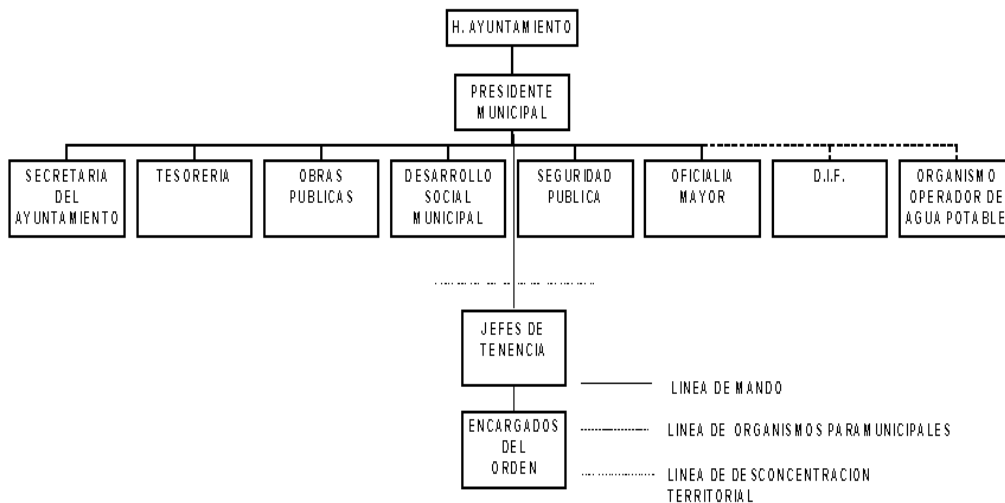 H. AYUNTAMIENTO
PRESIDENTE
MUNICIPAL
SECRETARIA
DEL
AYUNTAMIENTO
TESORERIA
OBRAS
PUBLICAS
DESARROLLO
SOCIAL
MUNICIPAL
SEGURIDAD
PUBLICA
OFICIALIA
MAYOR
D.I.F.
ORGANISMO
OPERADOR DE
AGUA POTABLE
JEFES DE
TENENCIA
ENCARGADOS
DEL
ORDEN
LINEA DE MANDO
LINEA DE ORGANISMOS PARAMUNICIPALES
LINEA DE DESCONCENTRACION
TERRITORIAL